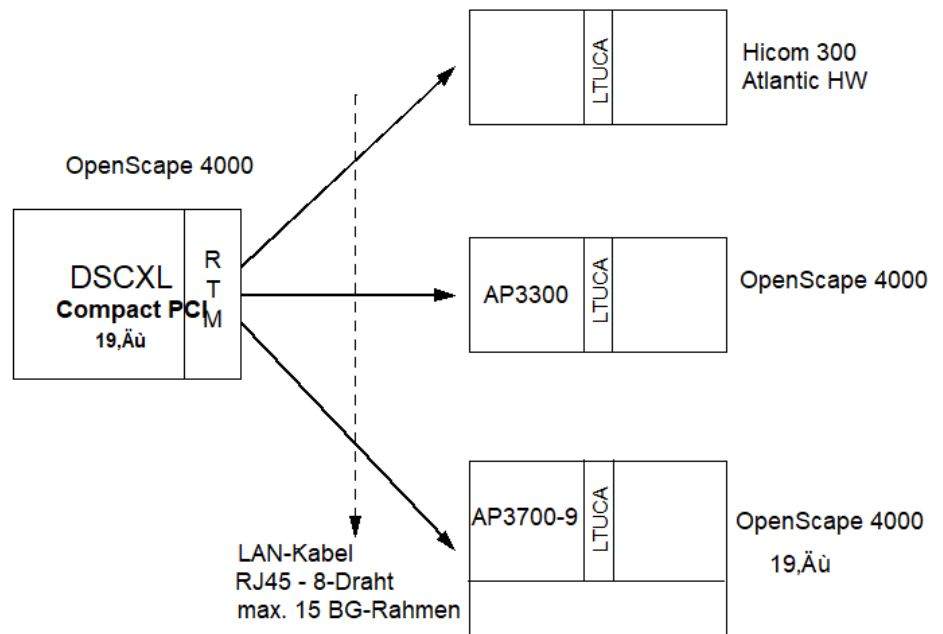 OpenScape 4000
DSCXL
Compact PCI
19‚Äù
R
T
M
LAN-Kabel
RJ45 - 8-Draht
max. 15 BG-Rahmen
LTUCA
Hicom 300
Atlantic HW
AP3300
LTUCA
OpenScape 4000
AP3700-9
LTUCA
OpenScape 4000
19‚Äù